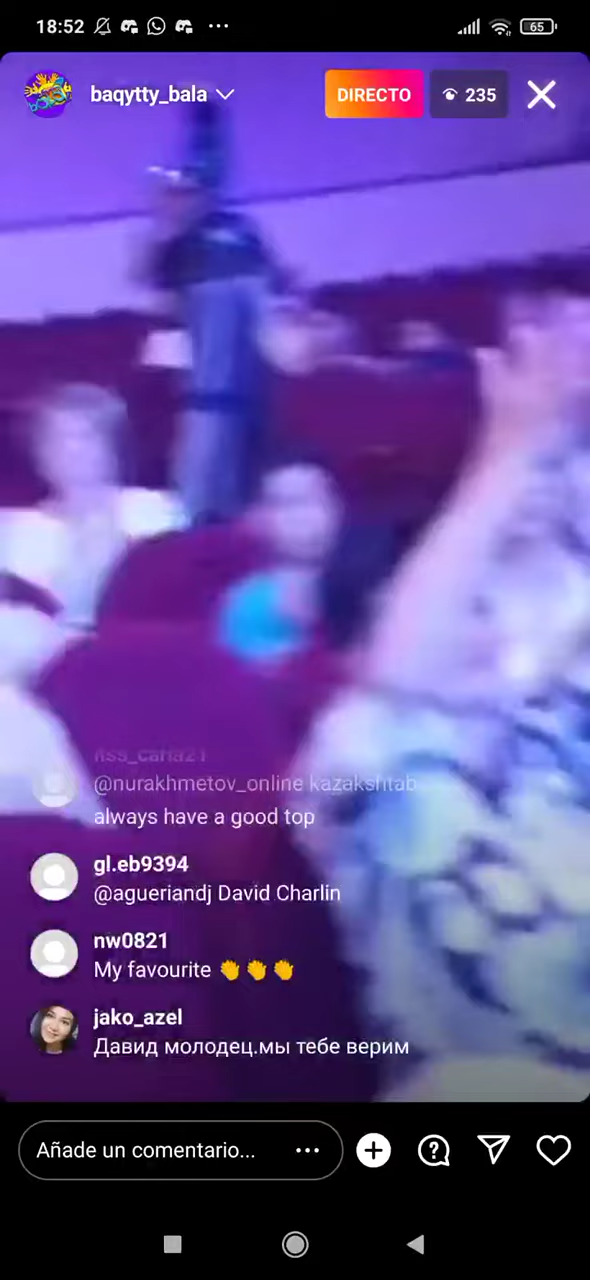 18:52
65
baqytty_bala
DIRECTO
235
@nurakhmetov_online kazakshtab
always have a good top
gl.eb9394
@agueriandj David Charlin
nw0821
My favourite 👏👏👏
jako_azel
Давид молодец.мы тебе верим
Añade un comentario...